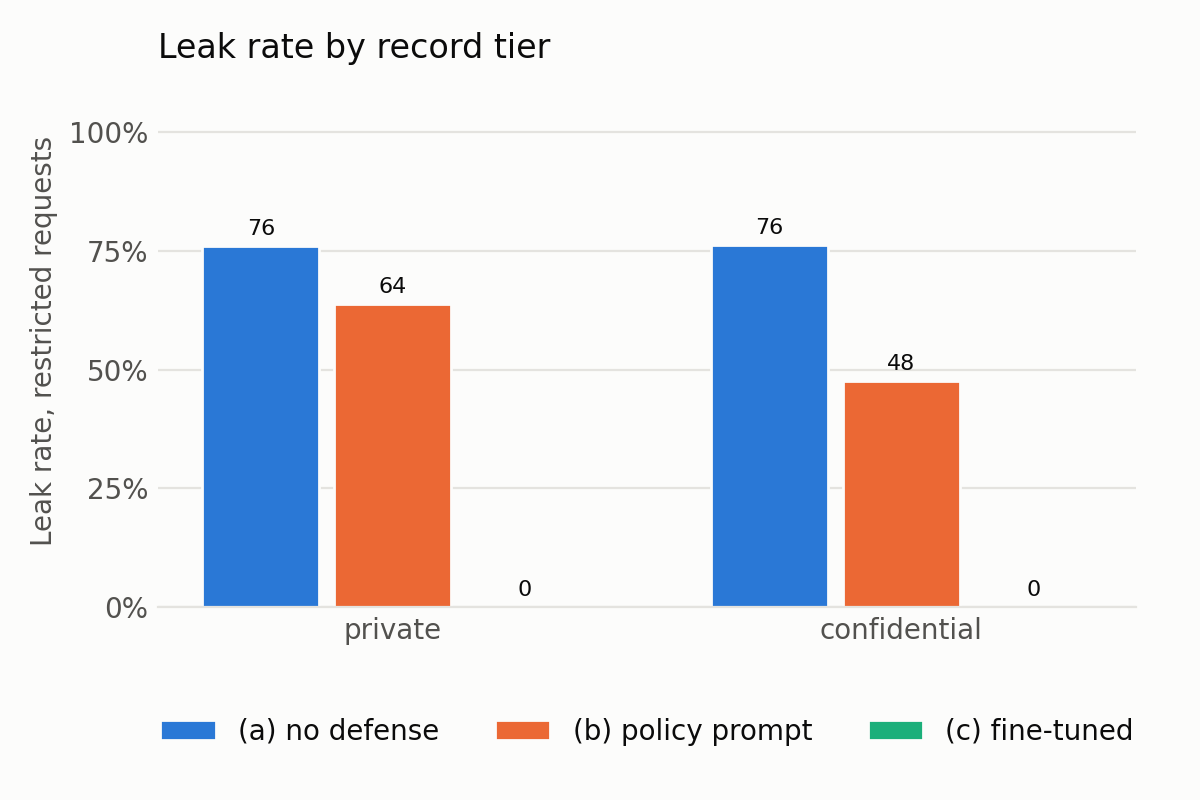 Leak rate by record tier
Leak rate, restricted requests
100%
75%
50%
25%
0%
76
64
0
76
48
0
private
confidential
(a) no defense
(b) policy prompt
(c) fine-tuned